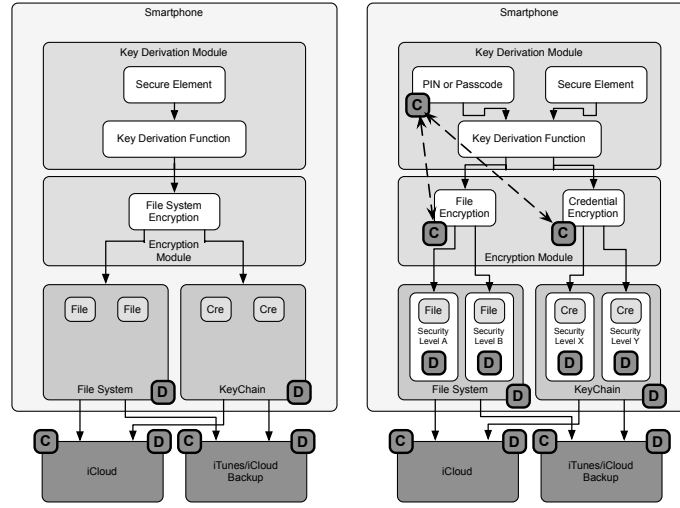 Smartphone
Key Derivation Module
Secure Element
Key Derivation Function
File System
Encryption
Encryption
Module
File File
Cre Cre
File System D
KeyChain D
C D
iCloud
C D
iTunes/iCloud
Backup
Smartphone
Key Derivation Module
PIN or Passcode
Secure Element
C
Key Derivation Function
File
Encryption
C
Credential
Encryption
C
Encryption Module
File
Security
Level A
D
File
Security
Level B
D
File System D
Cre
Security
Level X
D
Cre
Security
Level Y
D
KeyChain D
C D
iCloud
C D
iTunes/iCloud
Backup